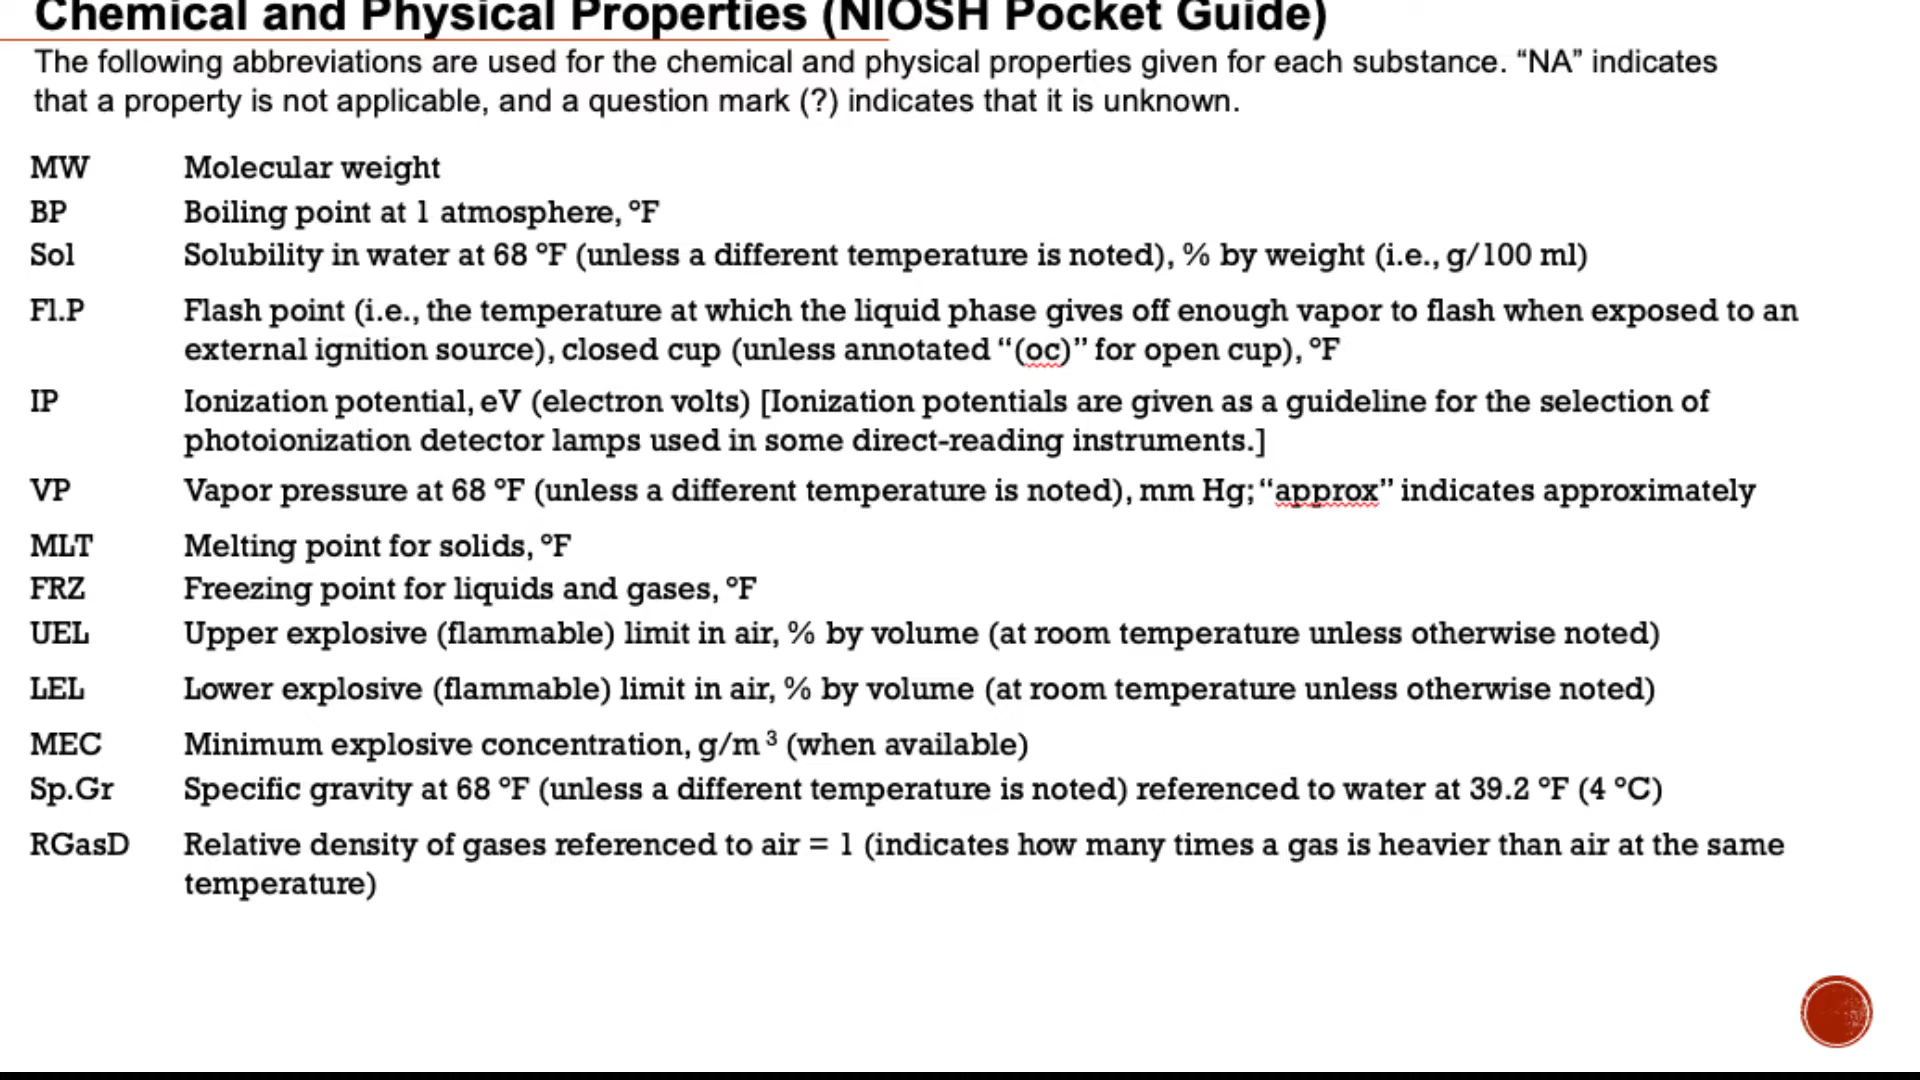 Chemical and Physical Properties (NIOSH Pocket Guide)
The following abbreviations are used for the chemical and physical properties given for each substance. “NA” indicates
that a property is not applicable, and a question mark (?) indicates that it is unknown.
MW Molecular weight
BP Boiling point at 1 atmosphere, °F
Sol Solubility in water at 68 °F (unless a different temperature is noted), % by weight (i.e., g/100 ml)
Fl.P Flash point (i.e., the temperature at which the liquid phase gives off enough vapor to flash when exposed to an
external ignition source), closed cup (unless annotated “(oc)” for open cup), °F
IP Ionization potential, eV (electron volts) [Ionization potentials are given as a guideline for the selection of
photoionization detector lamps used in some direct-reading instruments.]
VP Vapor pressure at 68 °F (unless a different temperature is noted), mm Hg; “approx” indicates approximately
MLT Melting point for solids, °F
FRZ Freezing point for liquids and gases, °F
UEL Upper explosive (flammable) limit in air, % by volume (at room temperature unless otherwise noted)
LEL Lower explosive (flammable) limit in air, % by volume (at room temperature unless otherwise noted)
MEC Minimum explosive concentration, g/m³ (when available)
Sp.Gr Specific gravity at 68 °F (unless a different temperature is noted) referenced to water at 39.2 °F (4 °C)
RGasD Relative density of gases referenced to air = 1 (indicates how many times a gas is heavier than air at the same
temperature)